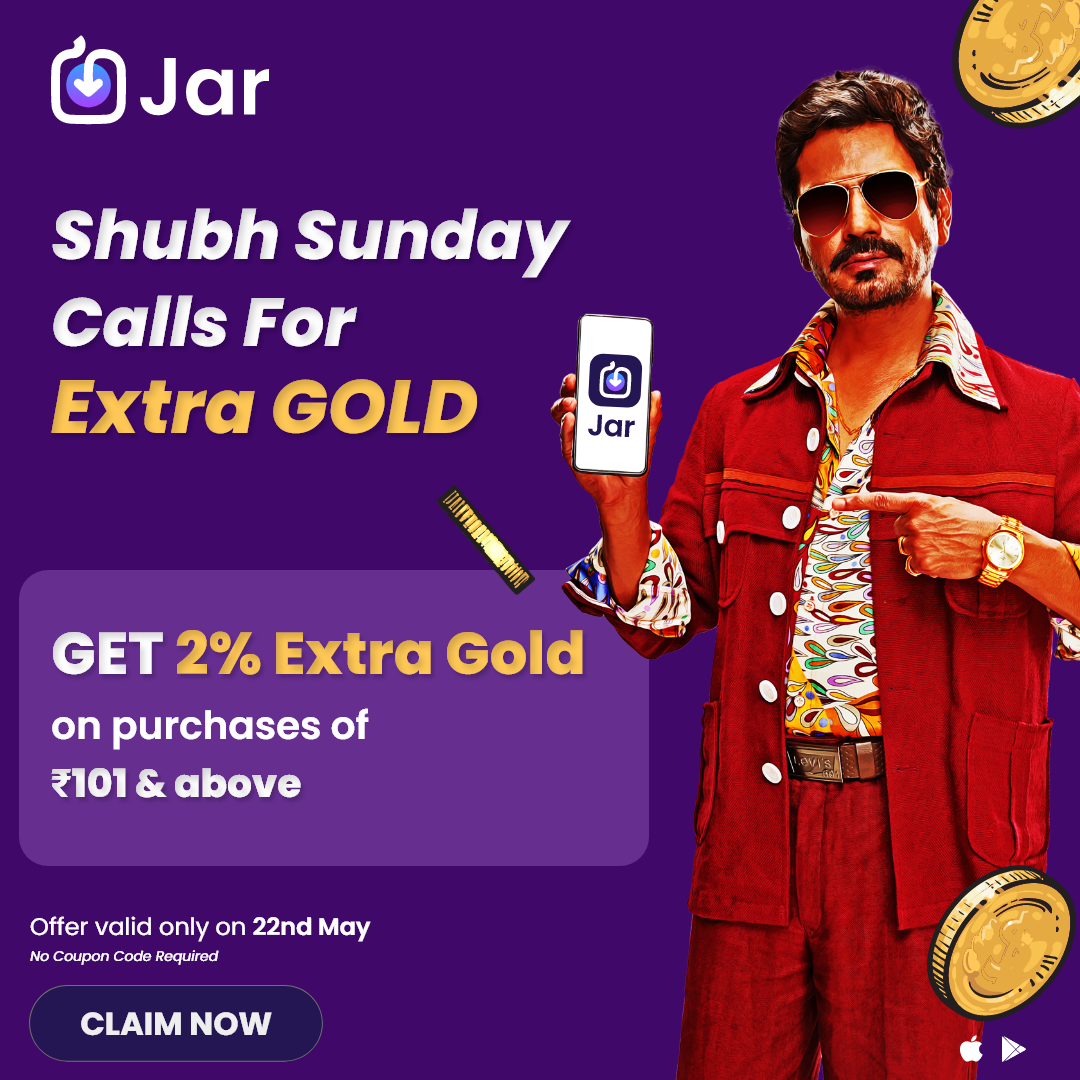 Jar
Shubh Sunday
Calls For
Extra GOLD
Jar
GET 2% Extra Gold
on purchases of
₹101 & above
LEVI'S
Offer valid only on 22nd May
No Coupon Code Required
CLAIM NOW